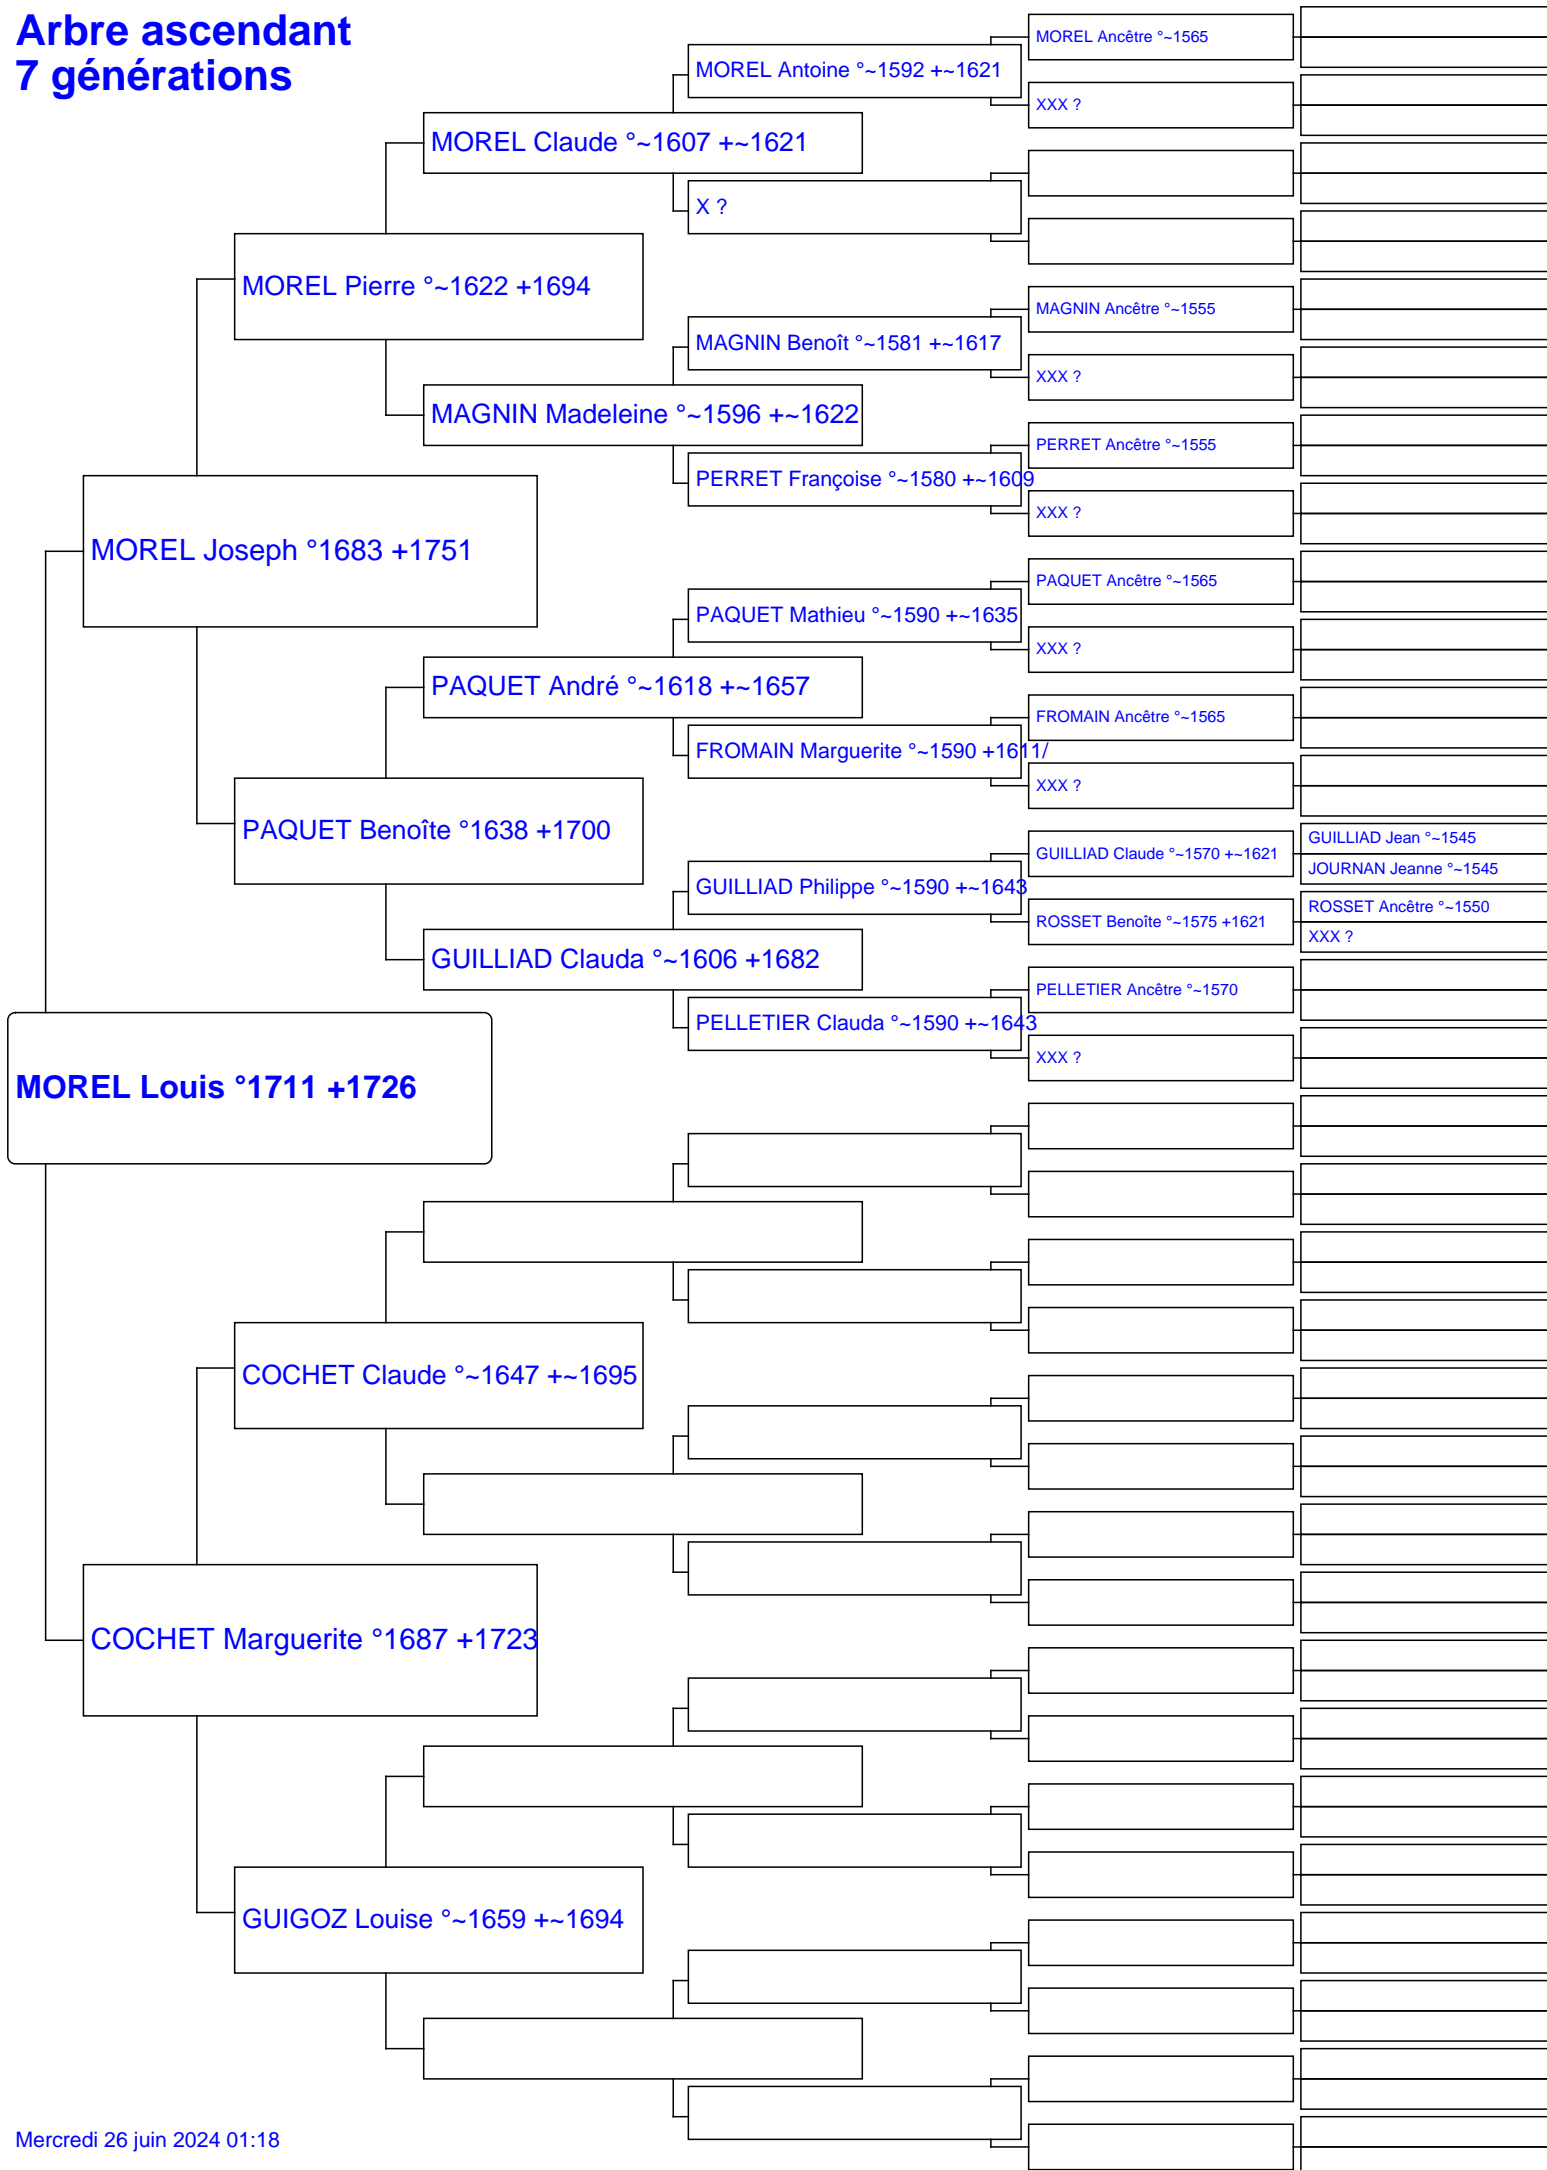 Arbre ascendant
7 générations
MOREL Louis °1711 +1726
MOREL Joseph °1683 +1751
COCHET Marguerite °1687 +1723
MOREL Pierre °~1622 +1694
PAQUET Benoîte °1638 +1700
COCHET Claude °~1647 +~1695
GUIGOZ Louise °~1659 +~1694
MOREL Claude °~1607 +~1621
MAGNIN Madeleine °~1596 +~1622
PAQUET André °~1618 +~1657
GUILLIAD Clauda °~1606 +1682
MOREL Antoine °~1592 +~1621
X ?
MAGNIN Benoît °~1581 +~1617
PERRET Françoise °~1580 +~1609
PAQUET Mathieu °~1590 +~1635
FROMAIN Marguerite °~1590 +1611/
GUILLIAD Philippe °~1590 +~1643
PELLETIER Clauda °~1590 +~1643
MOREL Ancêtre °~1565
XXX ?
MAGNIN Ancêtre °~1555
XXX ?
PERRET Ancêtre °~1555
XXX ?
PAQUET Ancêtre °~1565
XXX ?
FROMAIN Ancêtre °~1565
XXX ?
GUILLIAD Claude °~1570 +~1621
ROSSET Benoîte °~1575 +1621
PELLETIER Ancêtre °~1570
XXX ?
GUILLIAD Jean °~1545
JOURNAN Jeanne °~1545
ROSSET Ancêtre °~1550
XXX ?
Mercredi 26 juin 2024 01:18